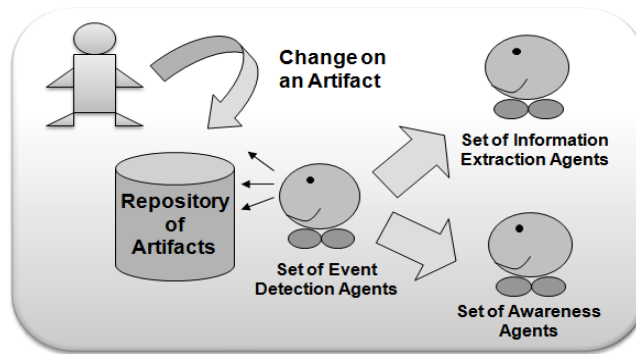 Change on
an Artifact
Set of Information
Extraction Agents
Repository
of
Artifacts
Set of Event
Detection Agents
Set of Awareness
Agents